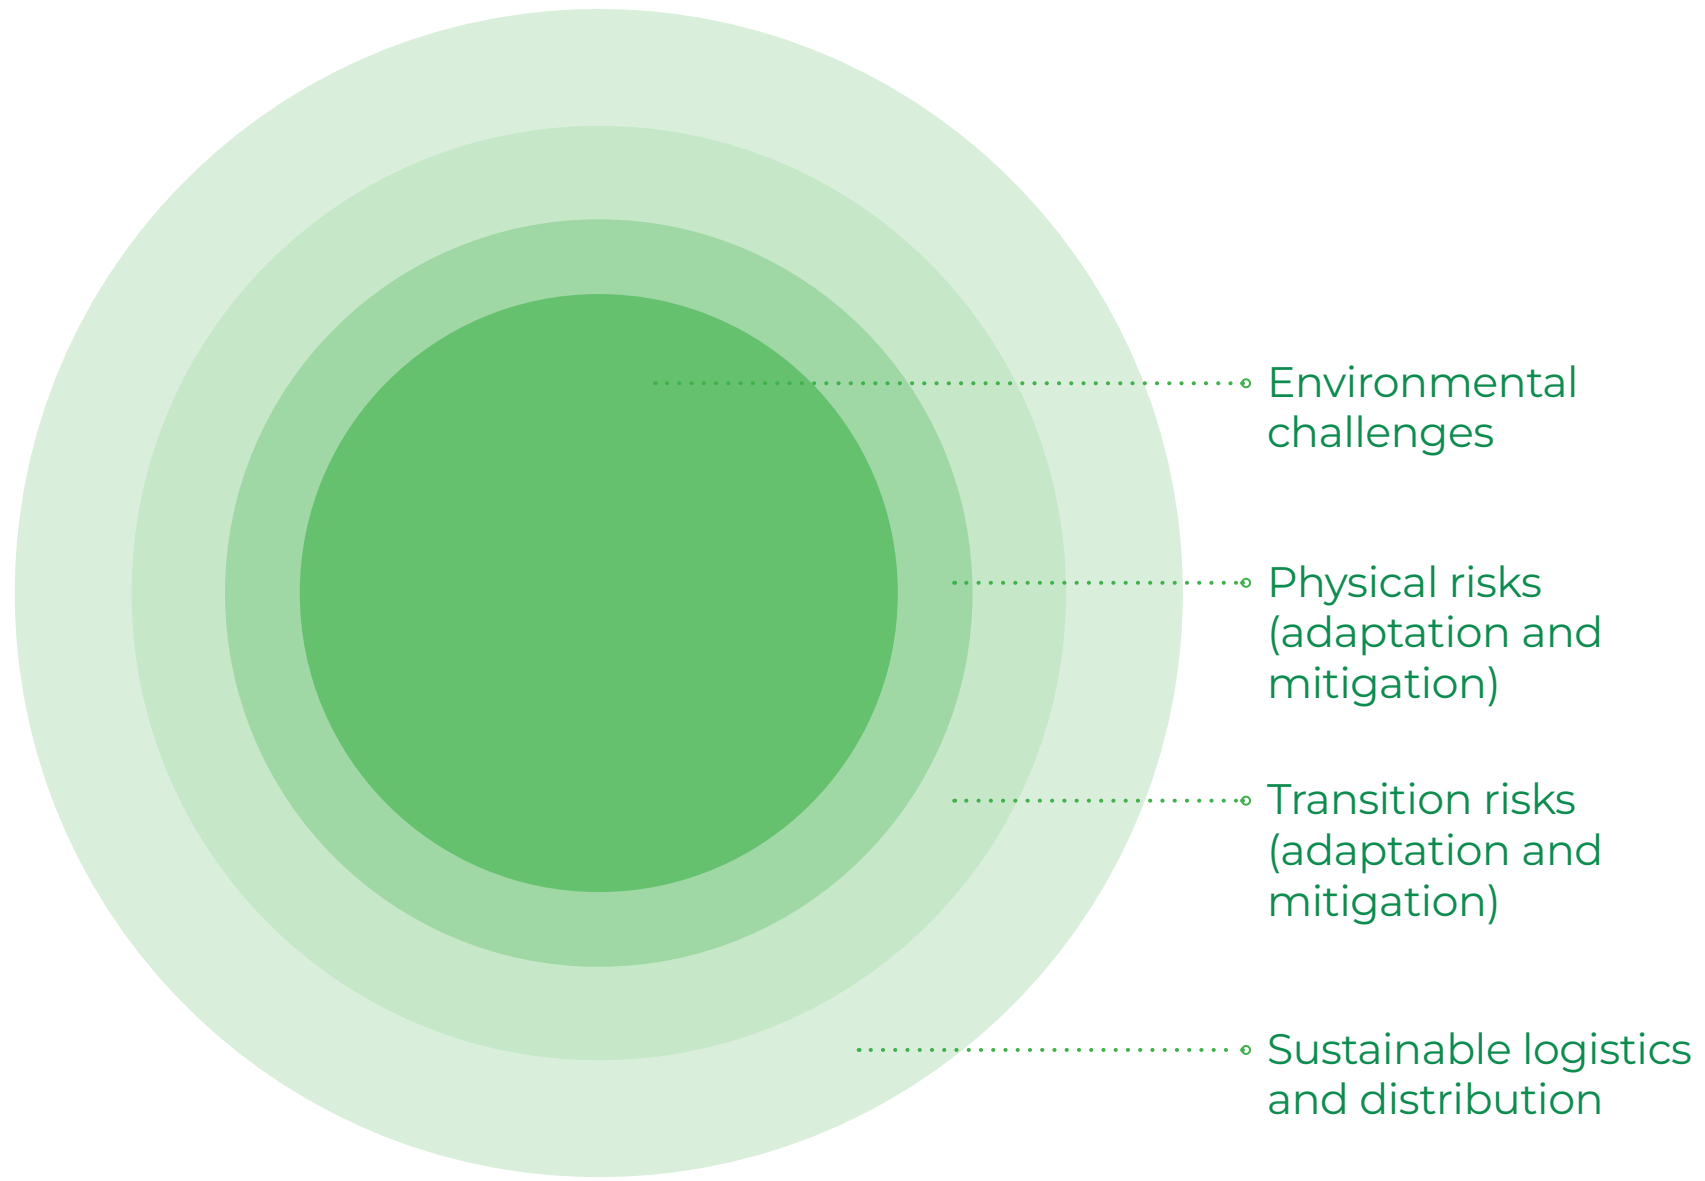 Environmental
challenges
Physical risks
(adaptation and
mitigation)
Transition risks
(adaptation and
mitigation)
Sustainable logistics
and distribution